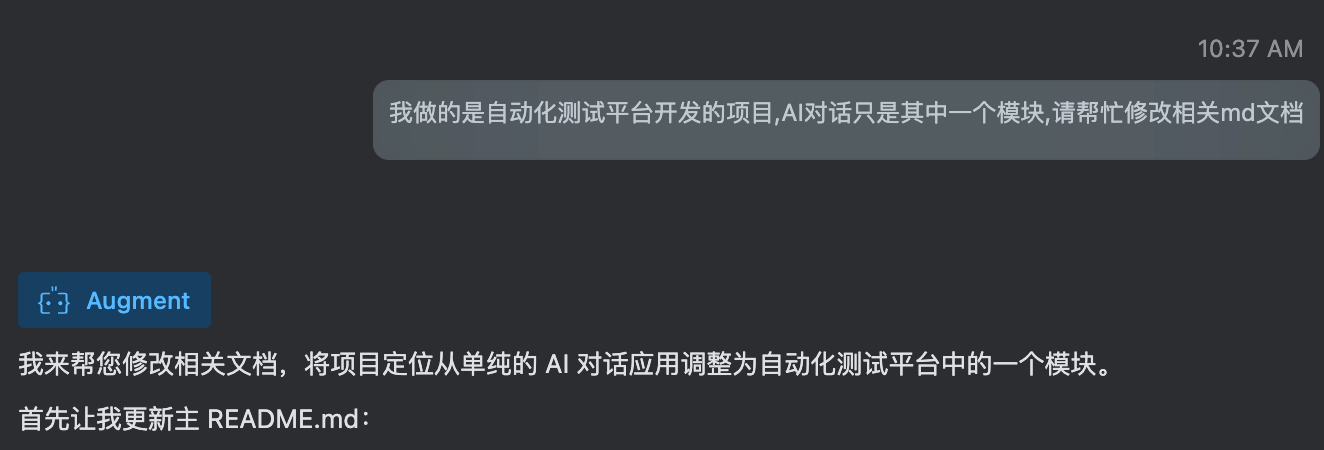 10:37 AM
我做的是自动化测试平台开发的项目,AI对话只是其中一个模块,请帮忙修改相关md文档
Augment
我来帮您修改相关文档，将项目定位从单纯的 AI 对话应用调整为自动化测试平台中的一个模块。
首先让我更新主 README.md：